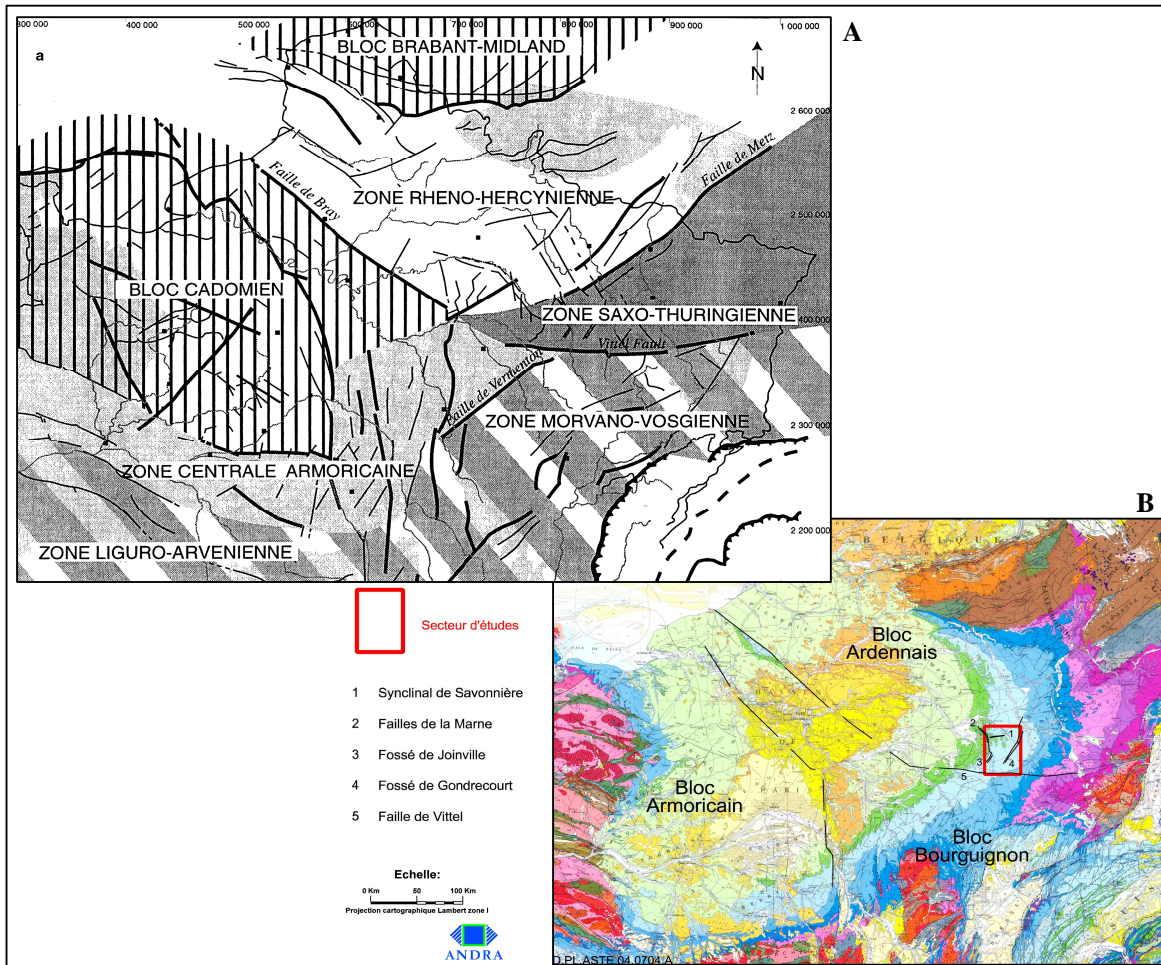 A
a
300 000
500 000
600 000
700 000
800 000
900 000
1 000 000
BLOC BRABANT-MIDLAND
N
2 600 000
Faille de Metz
Faille de Bray
ZONE RHENO-HERCYNIENNE
2 500 000
BLOC CADOMIEN
ZONE SAXO-THURINGIENNE
400 000
Vittel Fault
Faille de Vermenton
ZONE MORVANO-VOSGIENNE
2 300 000
ZONE CENTRALE ARMORICAINE
2 200 000
ZONE LIGURO-ARVENIENNE
B
Secteur d'études
1 Synclinal de Savonnière
2 Failles de la Marne
3 Fossé de Joinville
4 Fossé de Gondrecourt
5 Faille de Vittel
Echelle:
0 Km 50 100 Km
Projection cartographique Lambert zone I
ANDRA
BELGIQUE
Bloc
Ardennais
BASSIN
DE
PARIS
2
1
3
4
5
Bloc
Armoricain
Bloc
Bourguignon
D.PL.ASTE.04.0704.A